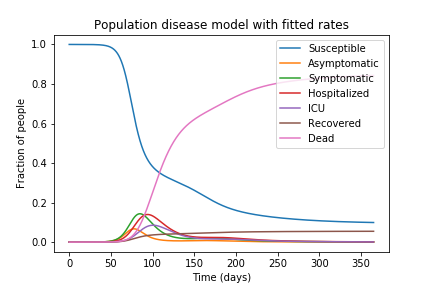 Population disease model with fitted rates
Fraction of people
1.0
0.8
0.6
0.4
0.2
0.0
Susceptible
Asymptomatic
Symptomatic
Hospitalized
ICU
Recovered
Dead
0 50 100 150 200 250 300 350
Time (days)